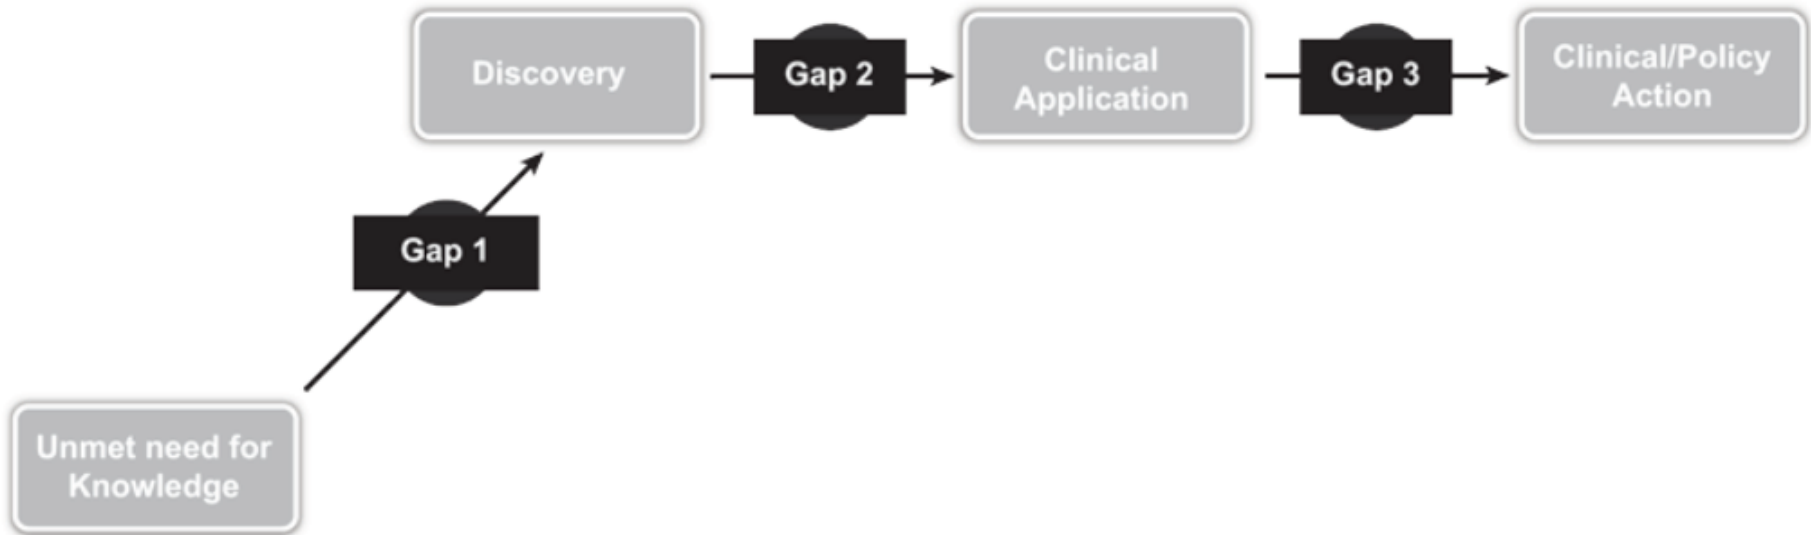 Discovery
Gap 2
Clinical
Application
Gap 3
Clinical/Policy
Action
Gap 1
Unmet need for
Knowledge